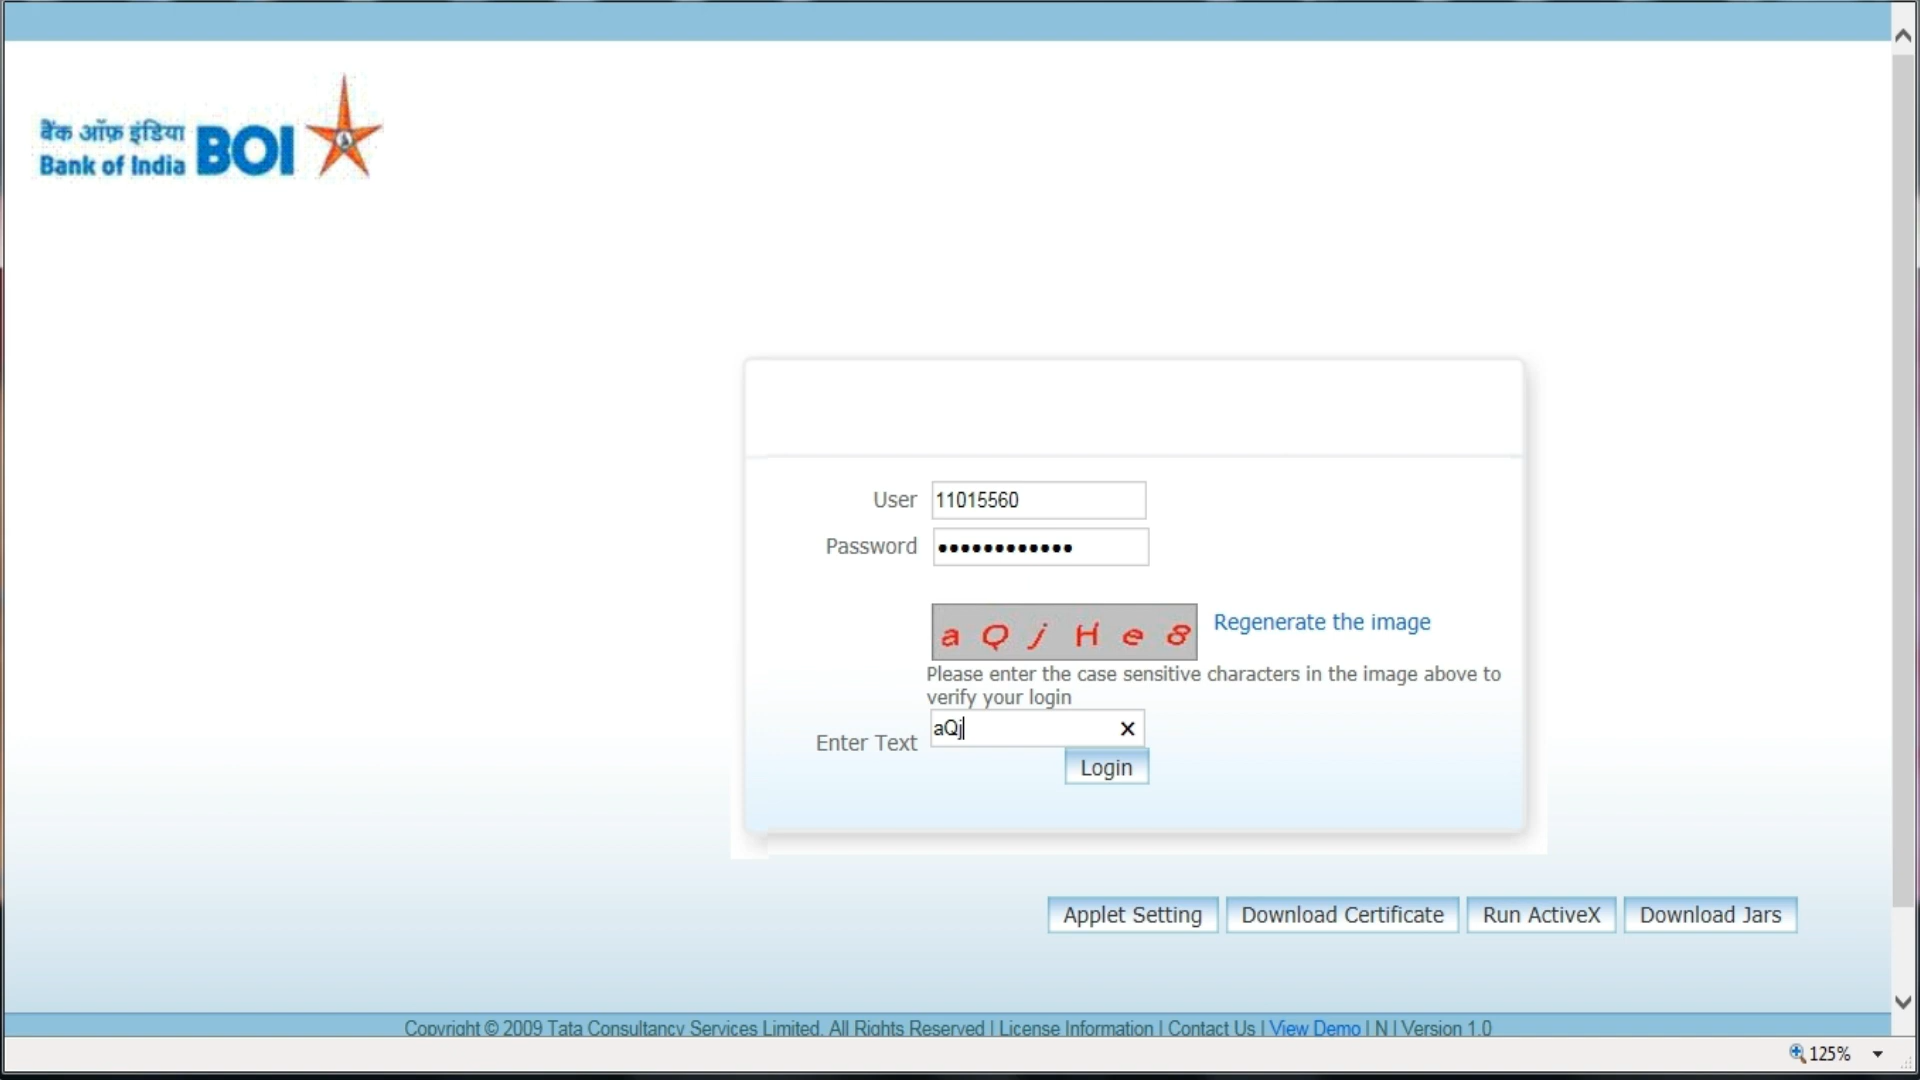 बैंक ऑफ़ इंडिया
Bank of India BOI
User 11015560
Password ••••••••••••
a Q j H e 8 Regenerate the image
Please enter the case sensitive characters in the image above to
verify your login
Enter Text aQj
Login
Applet Setting Download Certificate Run ActiveX Download Jars
Copyright © 2009 Tata Consultancy Services Limited. All Rights Reserved | License Information | Contact Us | View Demo | N | Version 1.0
125%